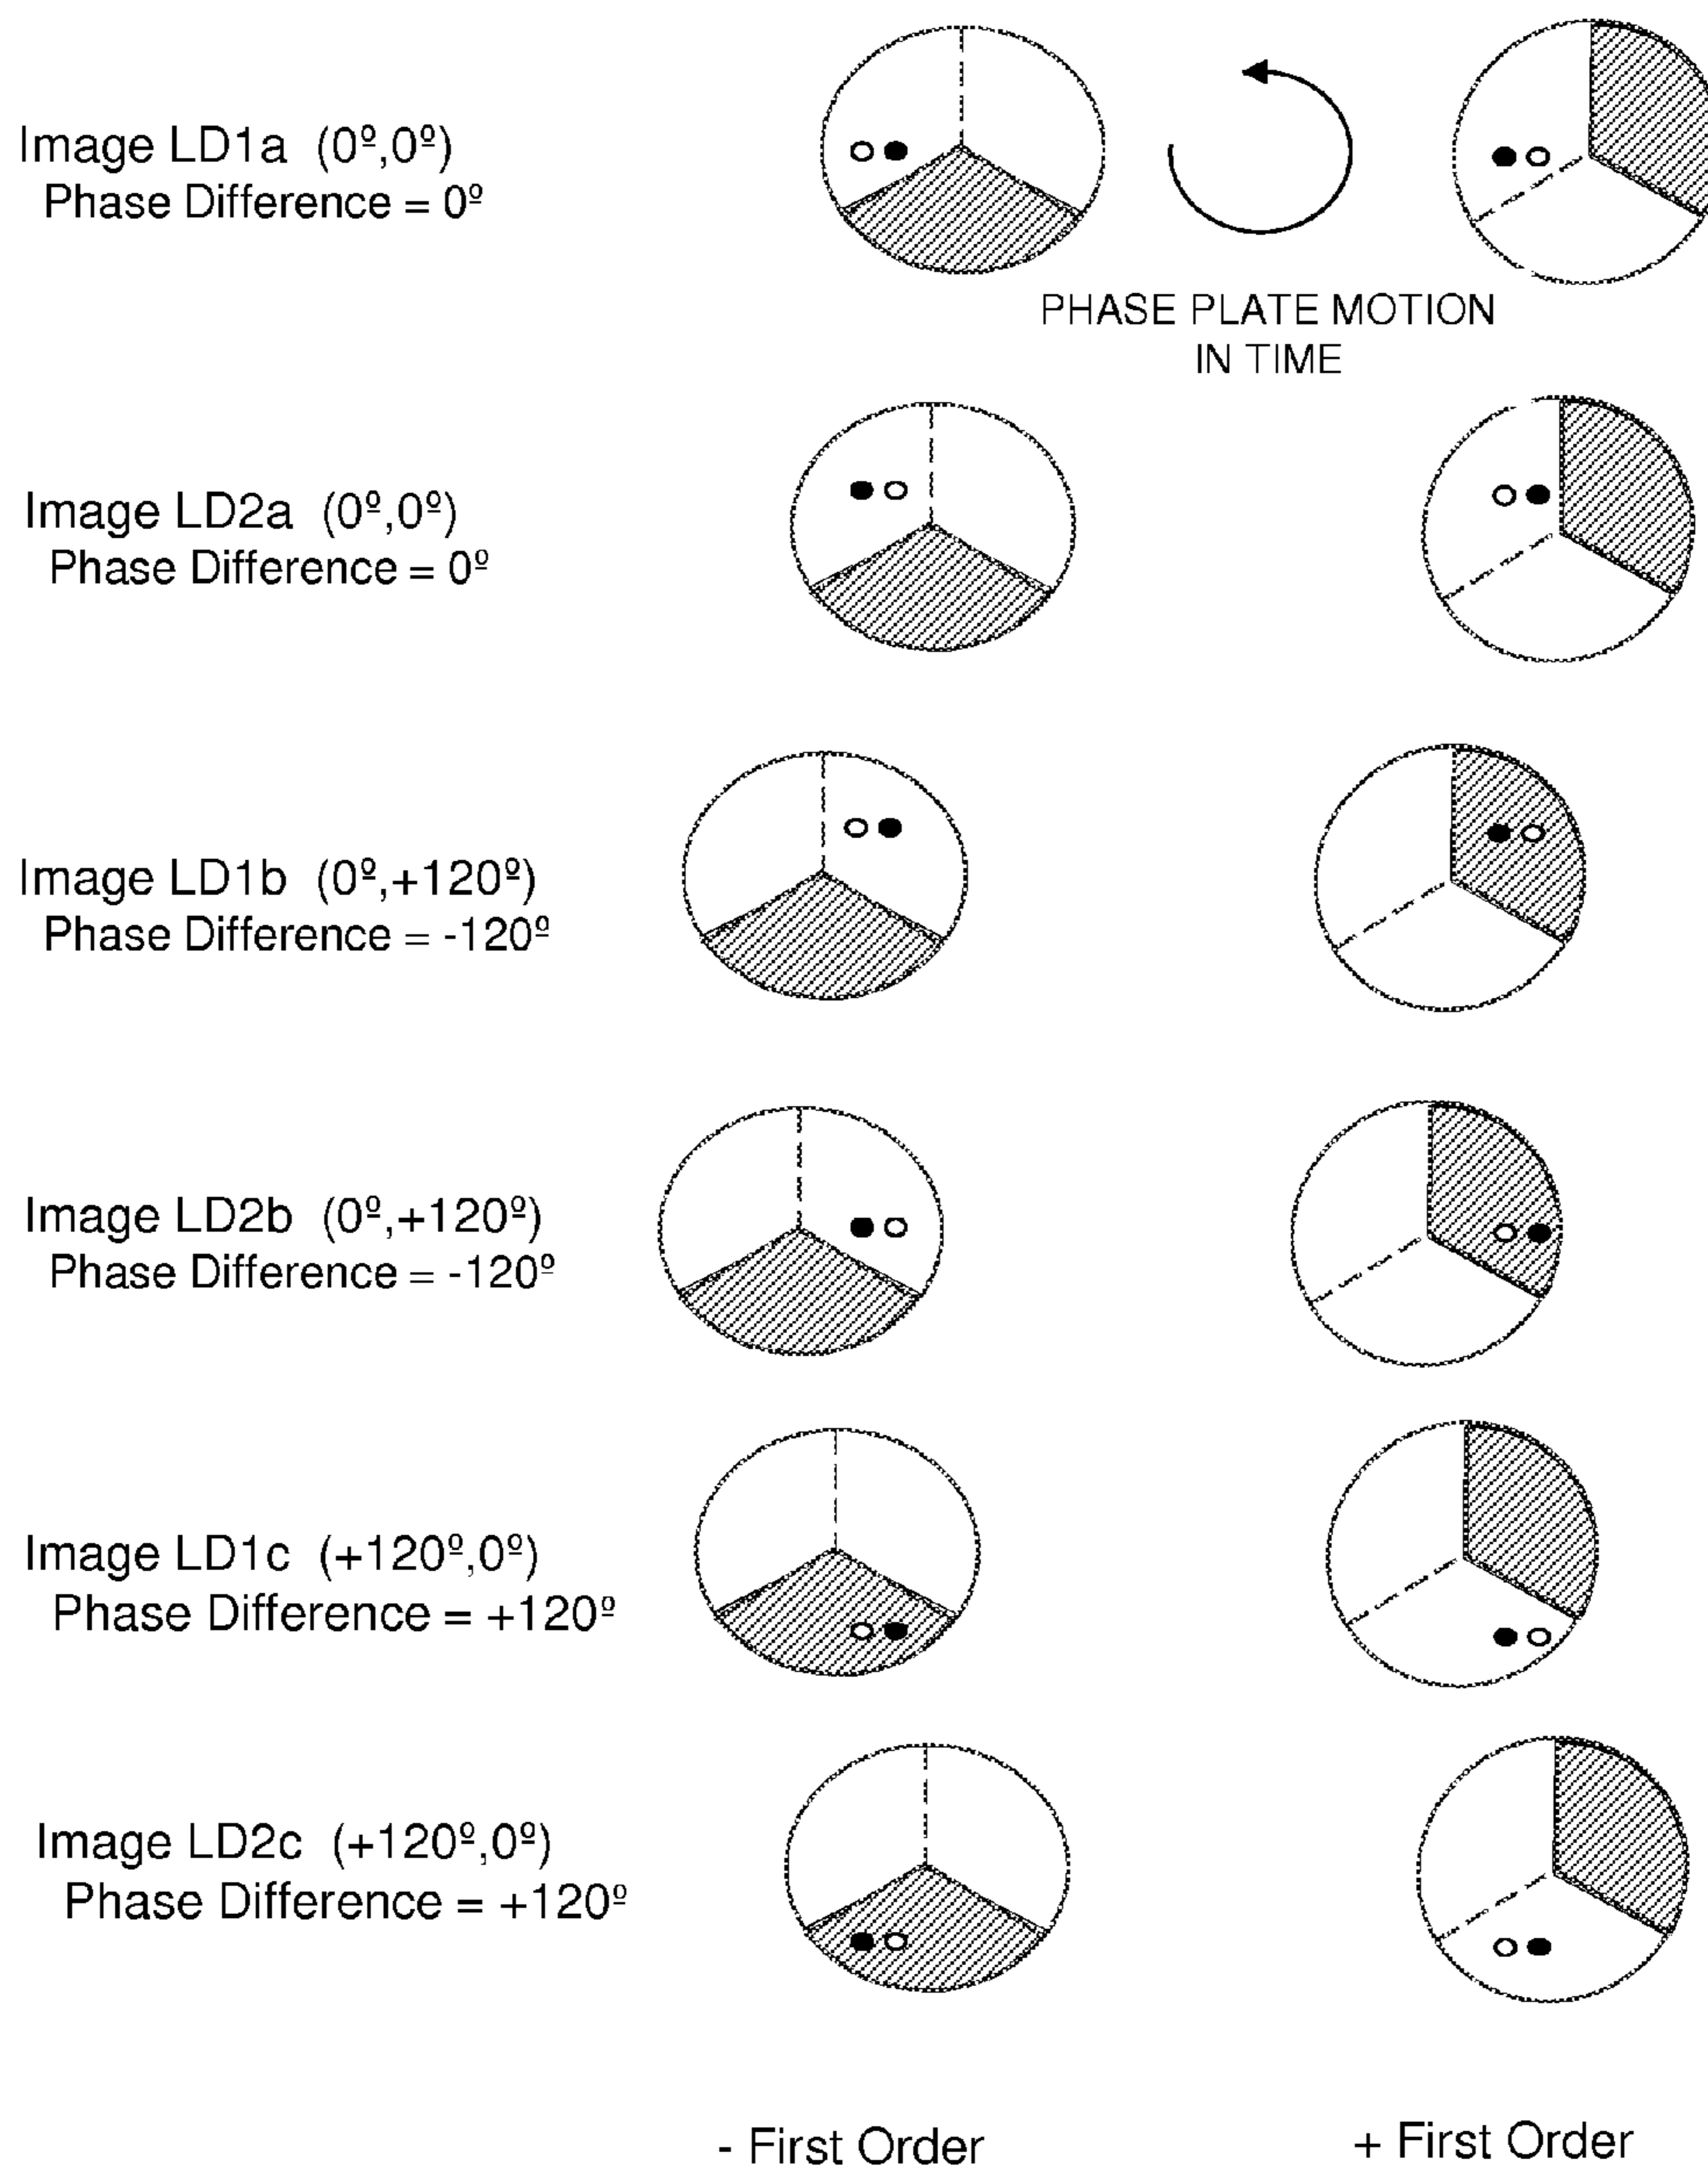 Image LD1a (0º,0º)
Phase Difference = 0º
PHASE PLATE MOTION
IN TIME
Image LD2a (0º,0º)
Phase Difference = 0º
Image LD1b (0º,+120º)
Phase Difference = -120º
Image LD2b (0º,+120º)
Phase Difference = -120º
Image LD1c (+120º,0º)
Phase Difference = +120º
Image LD2c (+120º,0º)
Phase Difference = +120º
- First Order
+ First Order